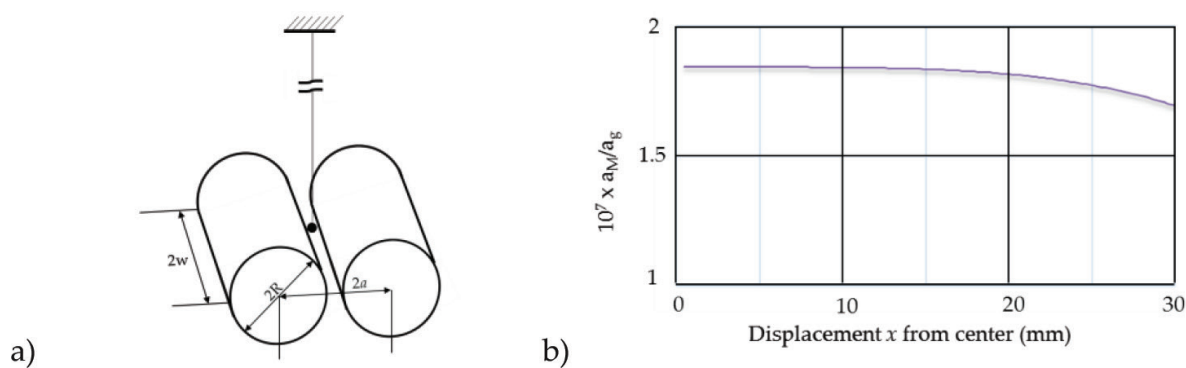 a)
2w
2R
2a
b)
10⁷ x a_M/a_g
2
1.5
1
0
10
20
30
Displacement x from center (mm)